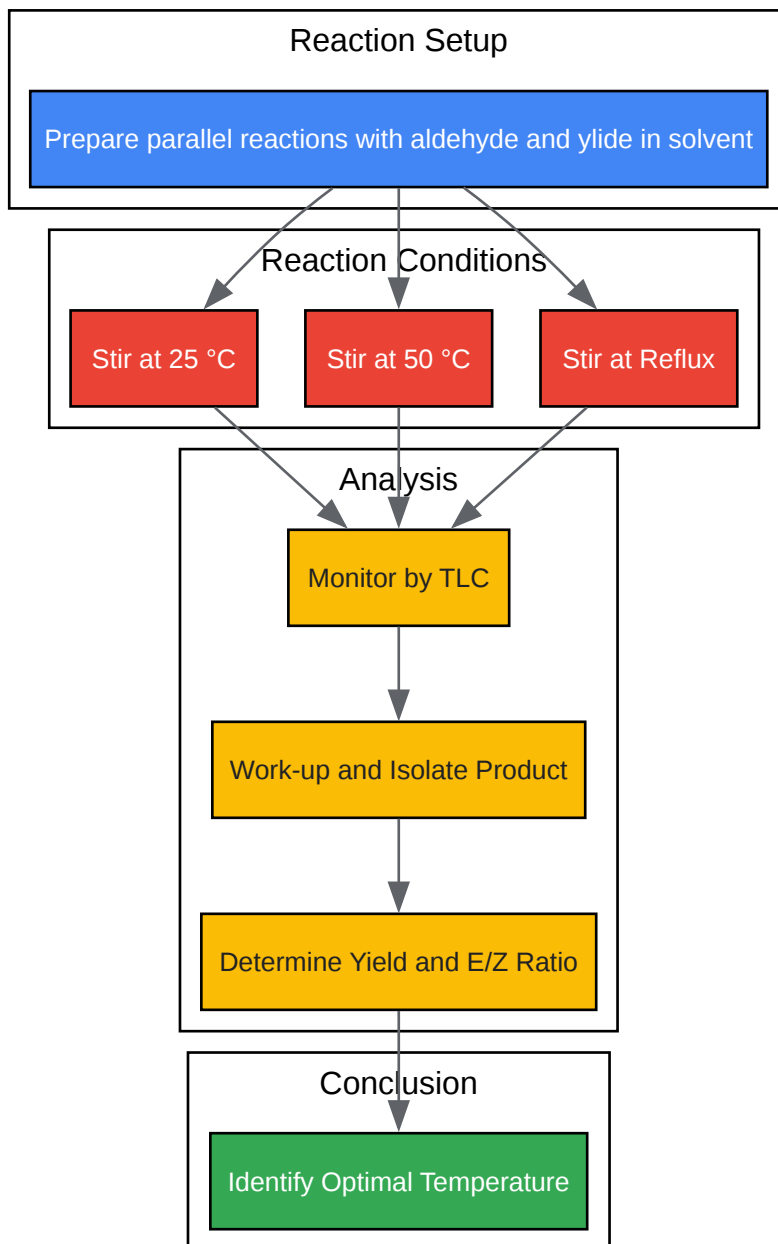 Reaction Setup
Prepare parallel reactions with aldehyde and ylide in solvent
Reaction Conditions
Stir at 25 °C
Stir at 50 °C
Stir at Reflux
Analysis
Monitor by TLC
Work-up and Isolate Product
Determine Yield and E/Z Ratio
Conclusion
Identify Optimal Temperature